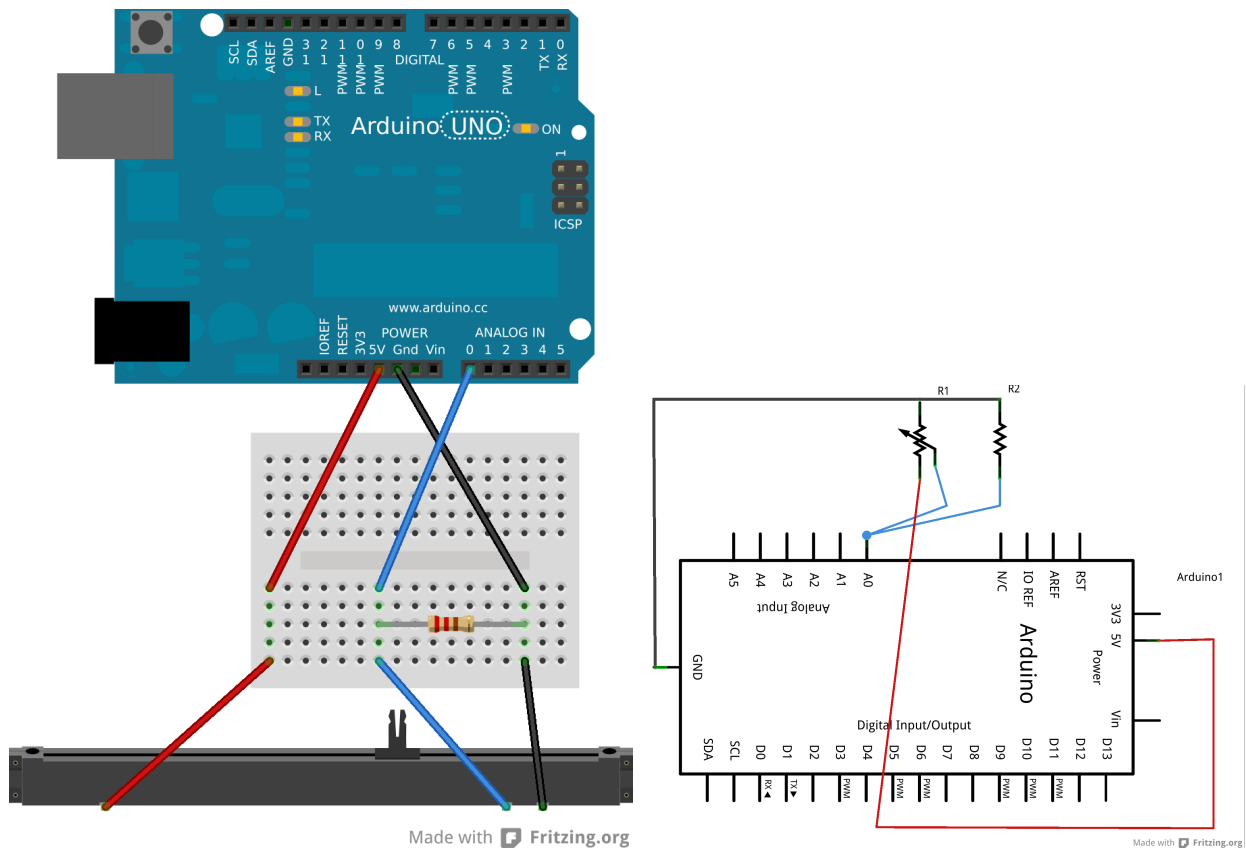 SCL SDA AREF GND 13 12 PWM 11 PWM 10 PWM 9 8 7 PWM 6 PWM 5 4 PWM 3 2 TX 1 RX 0
DIGITAL
L
TX
RX
Arduino UNO
ON
1
ICSP
www.arduino.cc
POWER
ANALOG IN
IOREF RESET 3V3 5V Gnd Vin 0 1 2 3 4 5
Made with Fritzing.org
R1
R2
A5 A4 A3 A2 A1 A0
N/C IO REF AREF RST
Analog Input
Arduino1
Arduino
3V3
5V
Power
Vin
GND
Digital Input/Output
SDA SCL D0 D1 D2 D3 D4 D5 D6 D7 D8 D9 D10 D11 D12 D13
RX TX PWM PWM PWM PWM PWM PWM
Made with Fritzing.org